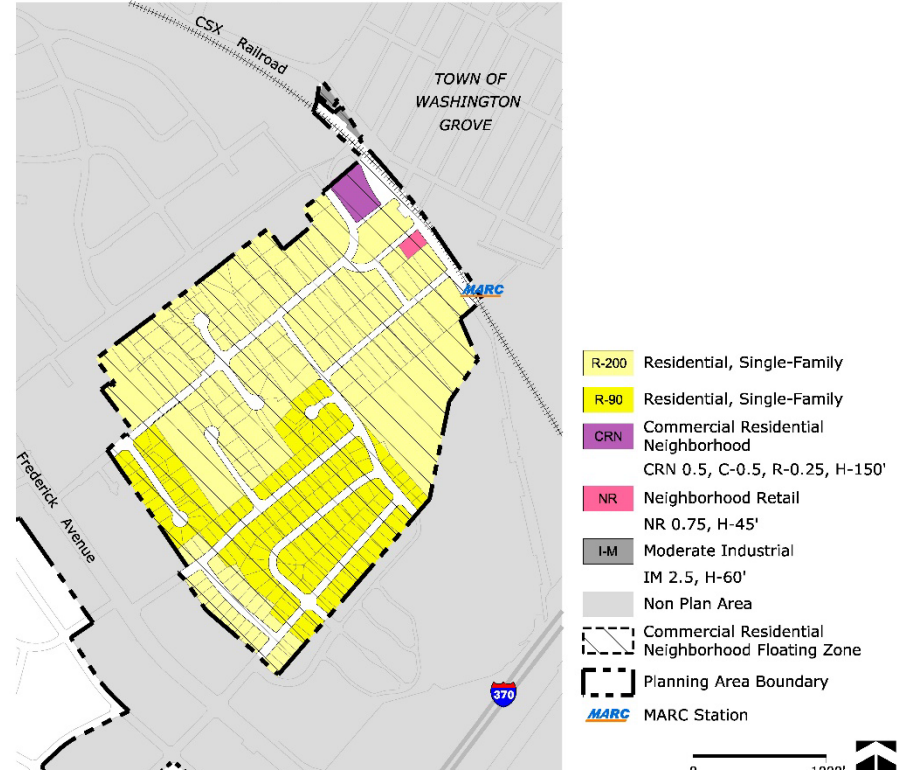 CSX Railroad
TOWN OF
WASHINGTON
GROVE
MARC
Frederick Avenue
370
R-200 Residential, Single-Family
R-90 Residential, Single-Family
CRN Commercial Residential
Neighborhood
CRN 0.5, C-0.5, R-0.25, H-150'
NR Neighborhood Retail
NR 0.75, H-45'
I-M Moderate Industrial
IM 2.5, H-60'
Non Plan Area
Commercial Residential
Neighborhood Floating Zone
Planning Area Boundary
MARC MARC Station